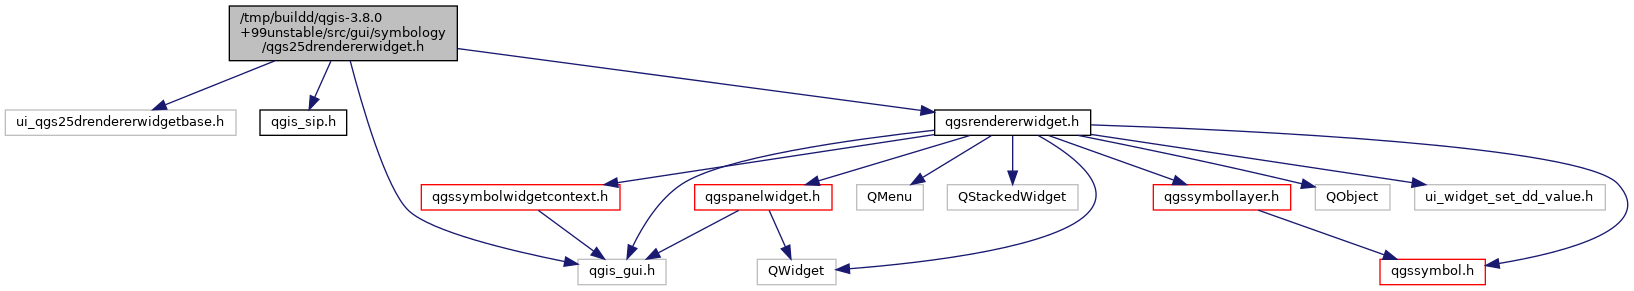 /tmp/buildd/qgis-3.8.0
+99unstable/src/gui/symbology
/qgs25drendererwidget.h
ui_qgs25drendererwidgetbase.h
qgis_sip.h
qgsrendererwidget.h
qgssymbolwidgetcontext.h
qgspanelwidget.h
QMenu
QStackedWidget
qgssymbollayer.h
QObject
ui_widget_set_dd_value.h
qgis_gui.h
QWidget
qgssymbol.h